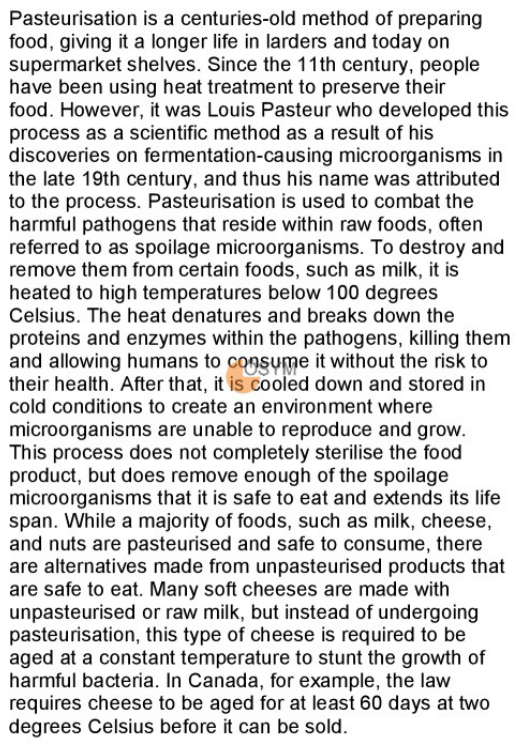 Pasteurisation is a centuries-old method of preparing
food, giving it a longer life in larders and today on
supermarket shelves. Since the 11th century, people
have been using heat treatment to preserve their
food. However, it was Louis Pasteur who developed this
process as a scientific method as a result of his
discoveries on fermentation-causing microorganisms in
the late 19th century, and thus his name was attributed
to the process. Pasteurisation is used to combat the
harmful pathogens that reside within raw foods, often
referred to as spoilage microorganisms. To destroy and
remove them from certain foods, such as milk, it is
heated to high temperatures below 100 degrees
Celsius. The heat denatures and breaks down the
proteins and enzymes within the pathogens, killing them
and allowing humans to consume it without the risk to
ÖSYM
their health. After that, it is cooled down and stored in
cold conditions to create an environment where
microorganisms are unable to reproduce and grow.
This process does not completely sterilise the food
product, but does remove enough of the spoilage
microorganisms that it is safe to eat and extends its life
span. While a majority of foods, such as milk, cheese,
and nuts are pasteurised and safe to consume, there
are alternatives made from unpasteurised products that
are safe to eat. Many soft cheeses are made with
unpasteurised or raw milk, but instead of undergoing
pasteurisation, this type of cheese is required to be
aged at a constant temperature to stunt the growth of
harmful bacteria. In Canada, for example, the law
requires cheese to be aged for at least 60 days at two
degrees Celsius before it can be sold.